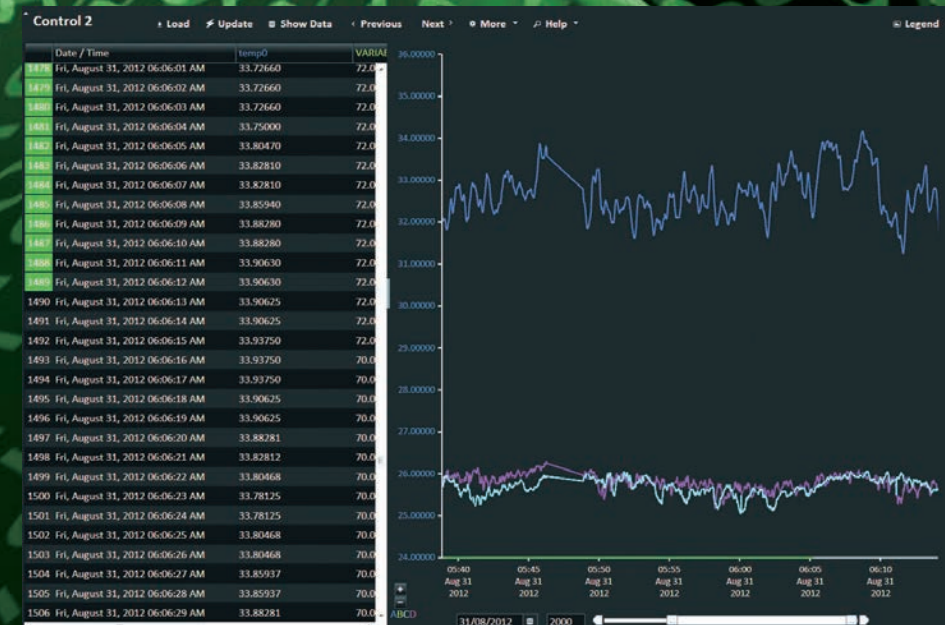 Control 2
Load Update Show Data Previous Next More Help Legend
Date / Time temp0 VARIAE
1478 Fri, August 31, 2012 06:06:01 AM 33.72660 72.0
1479 Fri, August 31, 2012 06:06:02 AM 33.72660 72.0
1480 Fri, August 31, 2012 06:06:03 AM 33.72660 72.0
1481 Fri, August 31, 2012 06:06:04 AM 33.75000 72.0
1482 Fri, August 31, 2012 06:06:05 AM 33.80470 72.0
1483 Fri, August 31, 2012 06:06:06 AM 33.82810 72.0
1484 Fri, August 31, 2012 06:06:07 AM 33.82810 72.0
1485 Fri, August 31, 2012 06:06:08 AM 33.85940 72.0
1486 Fri, August 31, 2012 06:06:09 AM 33.88280 72.0
1487 Fri, August 31, 2012 06:06:10 AM 33.88280 72.0
1488 Fri, August 31, 2012 06:06:11 AM 33.90630 72.0
1489 Fri, August 31, 2012 06:06:12 AM 33.90630 72.0
1490 Fri, August 31, 2012 06:06:13 AM 33.90625 72.0
1491 Fri, August 31, 2012 06:06:14 AM 33.90625 72.0
1492 Fri, August 31, 2012 06:06:15 AM 33.93750 72.0
1493 Fri, August 31, 2012 06:06:16 AM 33.93750 70.0
1494 Fri, August 31, 2012 06:06:17 AM 33.93750 70.0
1495 Fri, August 31, 2012 06:06:18 AM 33.90625 70.0
1496 Fri, August 31, 2012 06:06:19 AM 33.90625 70.0
1497 Fri, August 31, 2012 06:06:20 AM 33.88281 70.0
1498 Fri, August 31, 2012 06:06:21 AM 33.82812 70.0
1499 Fri, August 31, 2012 06:06:22 AM 33.80468 70.0
1500 Fri, August 31, 2012 06:06:23 AM 33.78125 70.0
1501 Fri, August 31, 2012 06:06:24 AM 33.78125 70.0
1502 Fri, August 31, 2012 06:06:25 AM 33.80468 70.0
1503 Fri, August 31, 2012 06:06:26 AM 33.80468 70.0
1504 Fri, August 31, 2012 06:06:27 AM 33.85937 70.0
1505 Fri, August 31, 2012 06:06:28 AM 33.85937 70.0
1506 Fri, August 31, 2012 06:06:29 AM 33.88281 70.0
36.00000
35.00000
34.00000
33.00000
32.00000
31.00000
30.00000
29.00000
28.00000
27.00000
26.00000
25.00000
24.00000
05:40 05:45 05:50 05:55 06:00 06:05 06:10
Aug 31 Aug 31 Aug 31 Aug 31 Aug 31 Aug 31 Aug 31
2012 2012 2012 2012 2012 2012 2012
+
−
ABCD
31/08/2012 2000